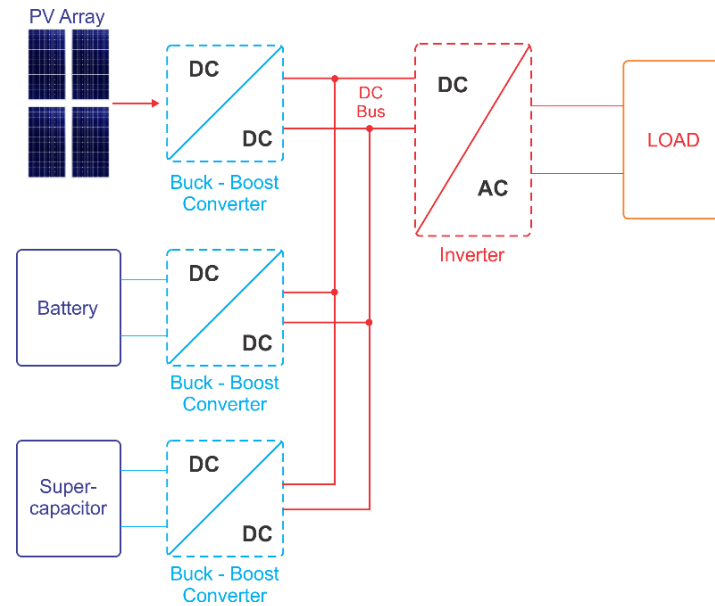 PV Array
DC
DC
Buck - Boost
Converter
DC
Bus
DC
AC
Inverter
LOAD
Battery
DC
DC
Buck - Boost
Converter
Super-
capacitor
DC
DC
Buck - Boost
Converter